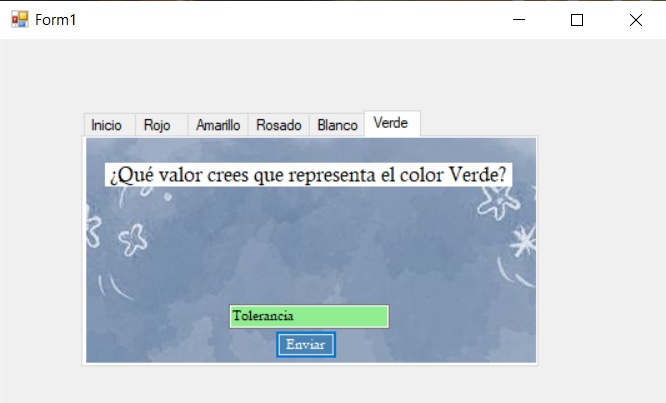 Form1
Inicio Rojo Amarillo Rosado Blanco Verde
¿Qué valor crees que representa el color Verde?
Tolerancia
Enviar